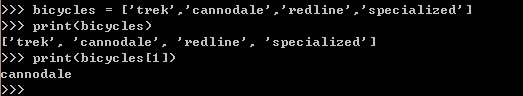 >>> bicycles = ['trek','cannodale','redline','specialized']
>>> print(bicycles)
['trek', 'cannodale', 'redline', 'specialized']
>>> print(bicycles[1])
cannodale
>>>